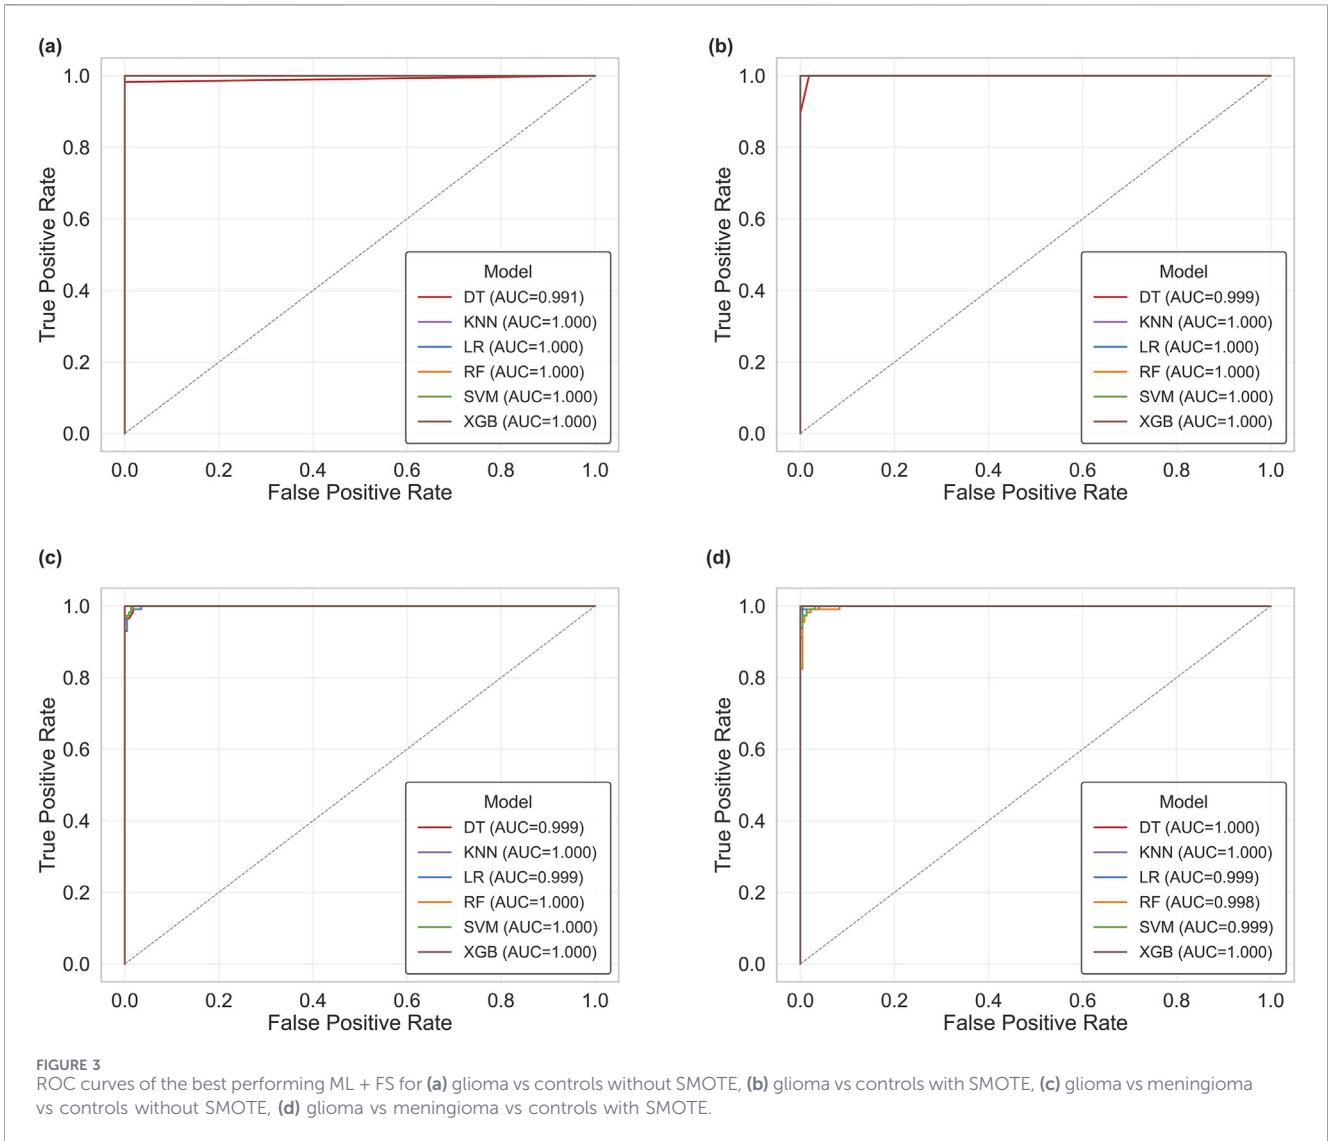 (a)
1.0
0.8
0.6
0.4
0.2
0.0
True Positive Rate
Model
DT (AUC=0.991)
KNN (AUC=1.000)
LR (AUC=1.000)
RF (AUC=1.000)
SVM (AUC=1.000)
XGB (AUC=1.000)
0.0 0.2 0.4 0.6 0.8 1.0
False Positive Rate
(b)
1.0
0.8
0.6
0.4
0.2
0.0
True Positive Rate
Model
DT (AUC=0.999)
KNN (AUC=1.000)
LR (AUC=1.000)
RF (AUC=1.000)
SVM (AUC=1.000)
XGB (AUC=1.000)
0.0 0.2 0.4 0.6 0.8 1.0
False Positive Rate
(c)
1.0
0.8
0.6
0.4
0.2
0.0
True Positive Rate
Model
DT (AUC=0.999)
KNN (AUC=1.000)
LR (AUC=0.999)
RF (AUC=1.000)
SVM (AUC=1.000)
XGB (AUC=1.000)
0.0 0.2 0.4 0.6 0.8 1.0
False Positive Rate
(d)
1.0
0.8
0.6
0.4
0.2
0.0
True Positive Rate
Model
DT (AUC=1.000)
KNN (AUC=1.000)
LR (AUC=0.999)
RF (AUC=0.998)
SVM (AUC=0.999)
XGB (AUC=1.000)
0.0 0.2 0.4 0.6 0.8 1.0
False Positive Rate
FIGURE 3
ROC curves of the best performing ML + FS for (a) glioma vs controls without SMOTE, (b) glioma vs controls with SMOTE, (c) glioma vs meningioma
vs controls without SMOTE, (d) glioma vs meningioma vs controls with SMOTE.